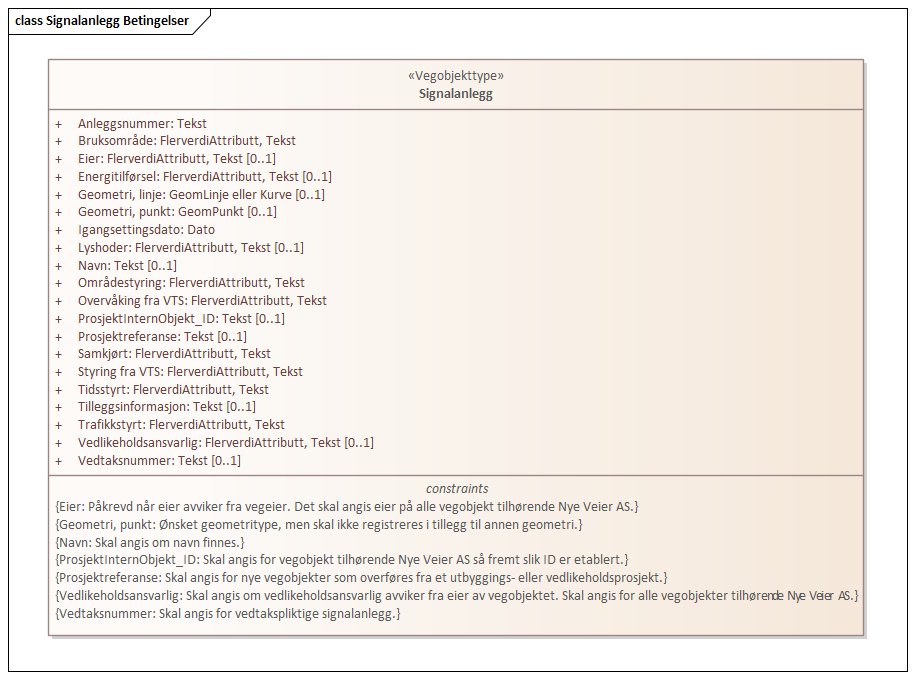 class Signalanlegg Betingelser
«Vegobjekttype»
Signalanlegg
+ Anleggsnummer: Tekst
+ Bruksområde: FlerverdiAttributt, Tekst
+ Eier: FlerverdiAttributt, Tekst [0..1]
+ Energitilførsel: FlerverdiAttributt, Tekst [0..1]
+ Geometri, linje: GeomLinje eller Kurve [0..1]
+ Geometri, punkt: GeomPunkt [0..1]
+ Igangsettingsdato: Dato
+ Lyshoder: FlerverdiAttributt, Tekst [0..1]
+ Navn: Tekst [0..1]
+ Områdestyring: FlerverdiAttributt, Tekst
+ Overvåking fra VTS: FlerverdiAttributt, Tekst
+ ProsjektInternObjekt_ID: Tekst [0..1]
+ Prosjektreferanse: Tekst [0..1]
+ Samkjørt: FlerverdiAttributt, Tekst
+ Styring fra VTS: FlerverdiAttributt, Tekst
+ Tidsstyrt: FlerverdiAttributt, Tekst
+ Tilleggsinformasjon: Tekst [0..1]
+ Trafikkstyrt: FlerverdiAttributt, Tekst
+ Vedlikeholdsansvarlig: FlerverdiAttributt, Tekst [0..1]
+ Vedtaksnummer: Tekst [0..1]
constraints
{Eier: Påkrevd når eier avviker fra vegeier. Det skal angis eier på alle vegobjekt tilhørende Nye Veier AS.}
{Geometri, punkt: Ønsket geometritype, men skal ikke registreres i tillegg til annen geometri.}
{Navn: Skal angis om navn finnes.}
{ProsjektInternObjekt_ID: Skal angis for vegobjekt tilhørende Nye Veier AS så fremt slik ID er etablert.}
{Prosjektreferanse: Skal angis for nye vegobjekter som overføres fra et utbyggings- eller vedlikeholdsprosjekt.}
{Vedlikeholdsansvarlig: Skal angis om vedlikeholdsansvarlig avviker fra eier av vegobjektet. Skal angis for alle vegobjekter tilhørende Nye Veier AS.}
{Vedtaksnummer: Skal angis for vedtakspliktige signalanlegg.}